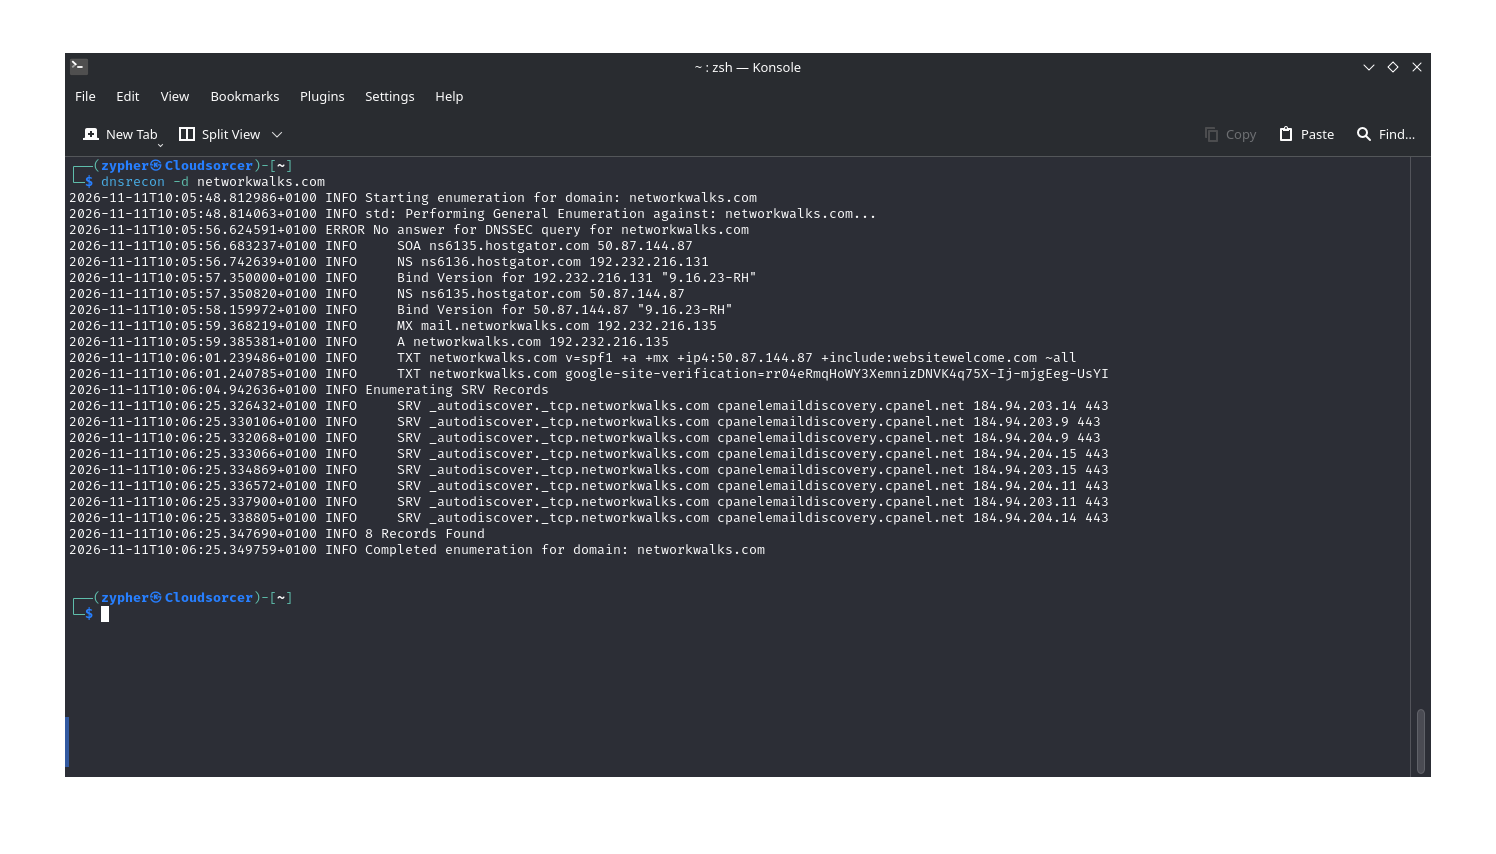 ~ : zsh — Konsole
File Edit View Bookmarks Plugins Settings Help
New Tab Split View Copy Paste Find...
┌──(zypher㉿Cloudsorcer)-[~]
└─$ dnsrecon -d networkwalks.com
2026-11-11T10:05:48.812986+0100 INFO Starting enumeration for domain: networkwalks.com
2026-11-11T10:05:48.814063+0100 INFO std: Performing General Enumeration against: networkwalks.com...
2026-11-11T10:05:56.624591+0100 ERROR No answer for DNSSEC query for networkwalks.com
2026-11-11T10:05:56.683237+0100 INFO     SOA ns6135.hostgator.com 50.87.144.87
2026-11-11T10:05:56.742639+0100 INFO     NS ns6136.hostgator.com 192.232.216.131
2026-11-11T10:05:57.350000+0100 INFO     Bind Version for 192.232.216.131 "9.16.23-RH"
2026-11-11T10:05:57.350820+0100 INFO     NS ns6135.hostgator.com 50.87.144.87
2026-11-11T10:05:58.159972+0100 INFO     Bind Version for 50.87.144.87 "9.16.23-RH"
2026-11-11T10:05:59.368219+0100 INFO     MX mail.networkwalks.com 192.232.216.135
2026-11-11T10:05:59.385381+0100 INFO     A networkwalks.com 192.232.216.135
2026-11-11T10:06:01.239486+0100 INFO     TXT networkwalks.com v=spf1 +a +mx +ip4:50.87.144.87 +include:websitewelcome.com ~all
2026-11-11T10:06:01.240785+0100 INFO     TXT networkwalks.com google-site-verification=rr04eRmqHoWY3XemnizDNVK4q75X-Ij-mjgEeg-UsYI
2026-11-11T10:06:04.942636+0100 INFO Enumerating SRV Records
2026-11-11T10:06:25.326432+0100 INFO     SRV _autodiscover._tcp.networkwalks.com cpanelemaildiscovery.cpanel.net 184.94.203.14 443
2026-11-11T10:06:25.330106+0100 INFO     SRV _autodiscover._tcp.networkwalks.com cpanelemaildiscovery.cpanel.net 184.94.203.9 443
2026-11-11T10:06:25.332068+0100 INFO     SRV _autodiscover._tcp.networkwalks.com cpanelemaildiscovery.cpanel.net 184.94.204.9 443
2026-11-11T10:06:25.333066+0100 INFO     SRV _autodiscover._tcp.networkwalks.com cpanelemaildiscovery.cpanel.net 184.94.204.15 443
2026-11-11T10:06:25.334869+0100 INFO     SRV _autodiscover._tcp.networkwalks.com cpanelemaildiscovery.cpanel.net 184.94.203.15 443
2026-11-11T10:06:25.336572+0100 INFO     SRV _autodiscover._tcp.networkwalks.com cpanelemaildiscovery.cpanel.net 184.94.204.11 443
2026-11-11T10:06:25.337900+0100 INFO     SRV _autodiscover._tcp.networkwalks.com cpanelemaildiscovery.cpanel.net 184.94.203.11 443
2026-11-11T10:06:25.338805+0100 INFO     SRV _autodiscover._tcp.networkwalks.com cpanelemaildiscovery.cpanel.net 184.94.204.14 443
2026-11-11T10:06:25.347690+0100 INFO 8 Records Found
2026-11-11T10:06:25.349759+0100 INFO Completed enumeration for domain: networkwalks.com
┌──(zypher㉿Cloudsorcer)-[~]
└─$